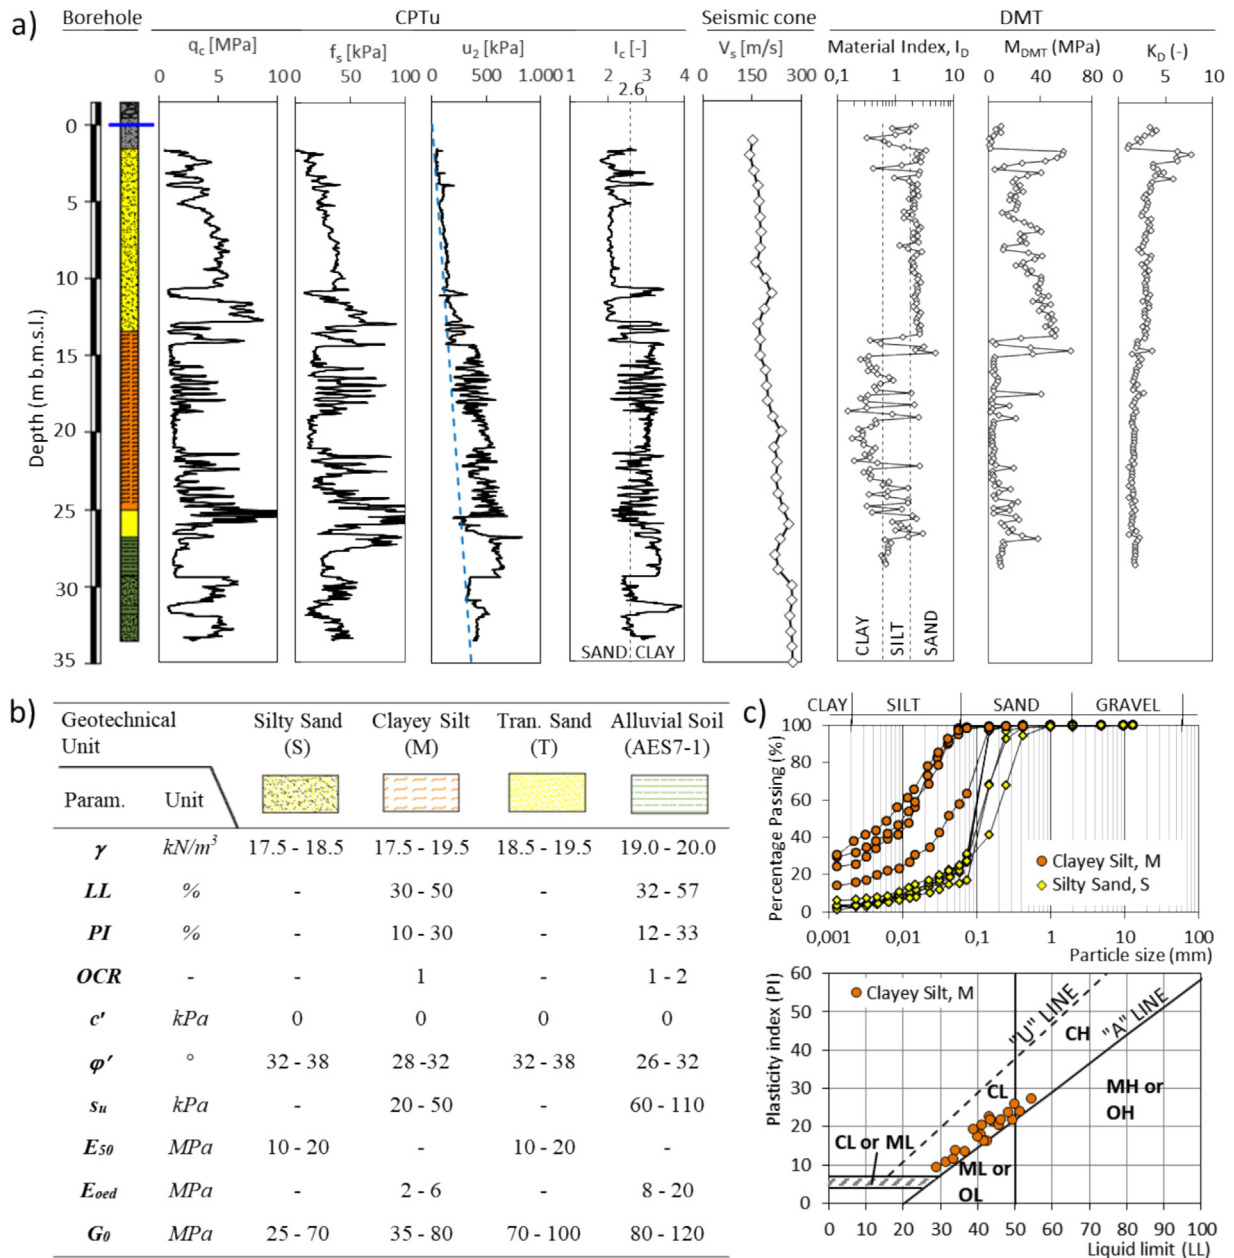 a)
Borehole CPTu Seismic cone DMT
qc [MPa] fs [kPa] u2 [kPa] Ic [-] Vs [m/s] Material Index, ID MDMT (MPa) KD (-)
0 5 10 0 50 100 0 500 1.000 1 2 3 4 0 150 300 0,1 1 10 0 40 80 0 5 10
2.6
0
5
10
15
20
25
30
35
Depth (m b.m.s.l.)
SAND CLAY
CLAY
SILT
SAND
b)
Geotechnical Unit
Param. Unit
Silty Sand (S)
Clayey Silt (M)
Tran. Sand (T)
Alluvial Soil (AES7-1)
γ kN/m³ 17.5 - 18.5 17.5 - 19.5 18.5 - 19.5 19.0 - 20.0
LL % - 30 - 50 - 32 - 57
PI % - 10 - 30 - 12 - 33
OCR - - 1 - 1 - 2
c' kPa 0 0 0 0
φ' ° 32 - 38 28 -32 32 - 38 26 - 32
su kPa - 20 - 50 - 60 - 110
E50 MPa 10 - 20 - 10 - 20 -
Eoed MPa - 2 - 6 - 8 - 20
G0 MPa 25 - 70 35 - 80 70 - 100 80 - 120
c)
CLAY SILT SAND GRAVEL
100
80
60
40
20
0
Percentage Passing (%)
Clayey Silt, M
Silty Sand, S
0,001 0,01 0,1 1 10 100
Particle size (mm)
60
50
40
30
20
10
0
Plasticity index (PI)
Clayey Silt, M
"U" LINE
"A" LINE
CH
CL
MH or
OH
CL or ML
ML or
OL
0 10 20 30 40 50 60 70 80 90 100
Liquid limit (LL)